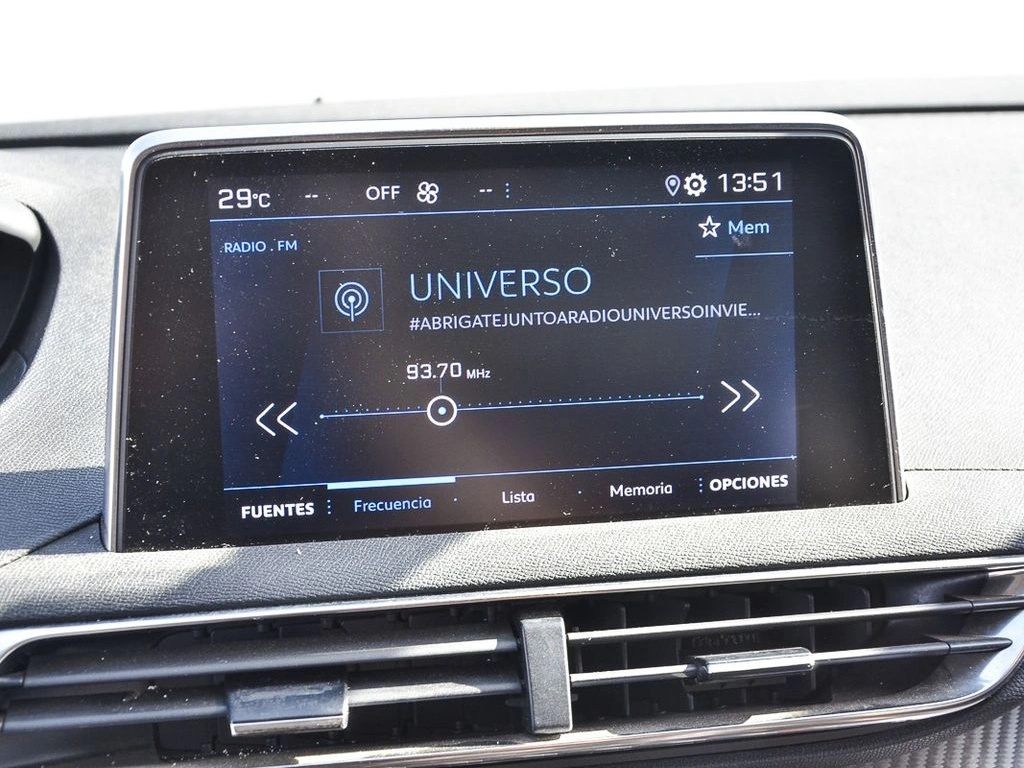 29°C -- OFF -- 13:51
Mem
RADIO . FM
UNIVERSO
#ABRIGATEJUNTOARADIOUNIVERSOINVIE...
93.70 MHz
FUENTES Frecuencia Lista Memoria OPCIONES